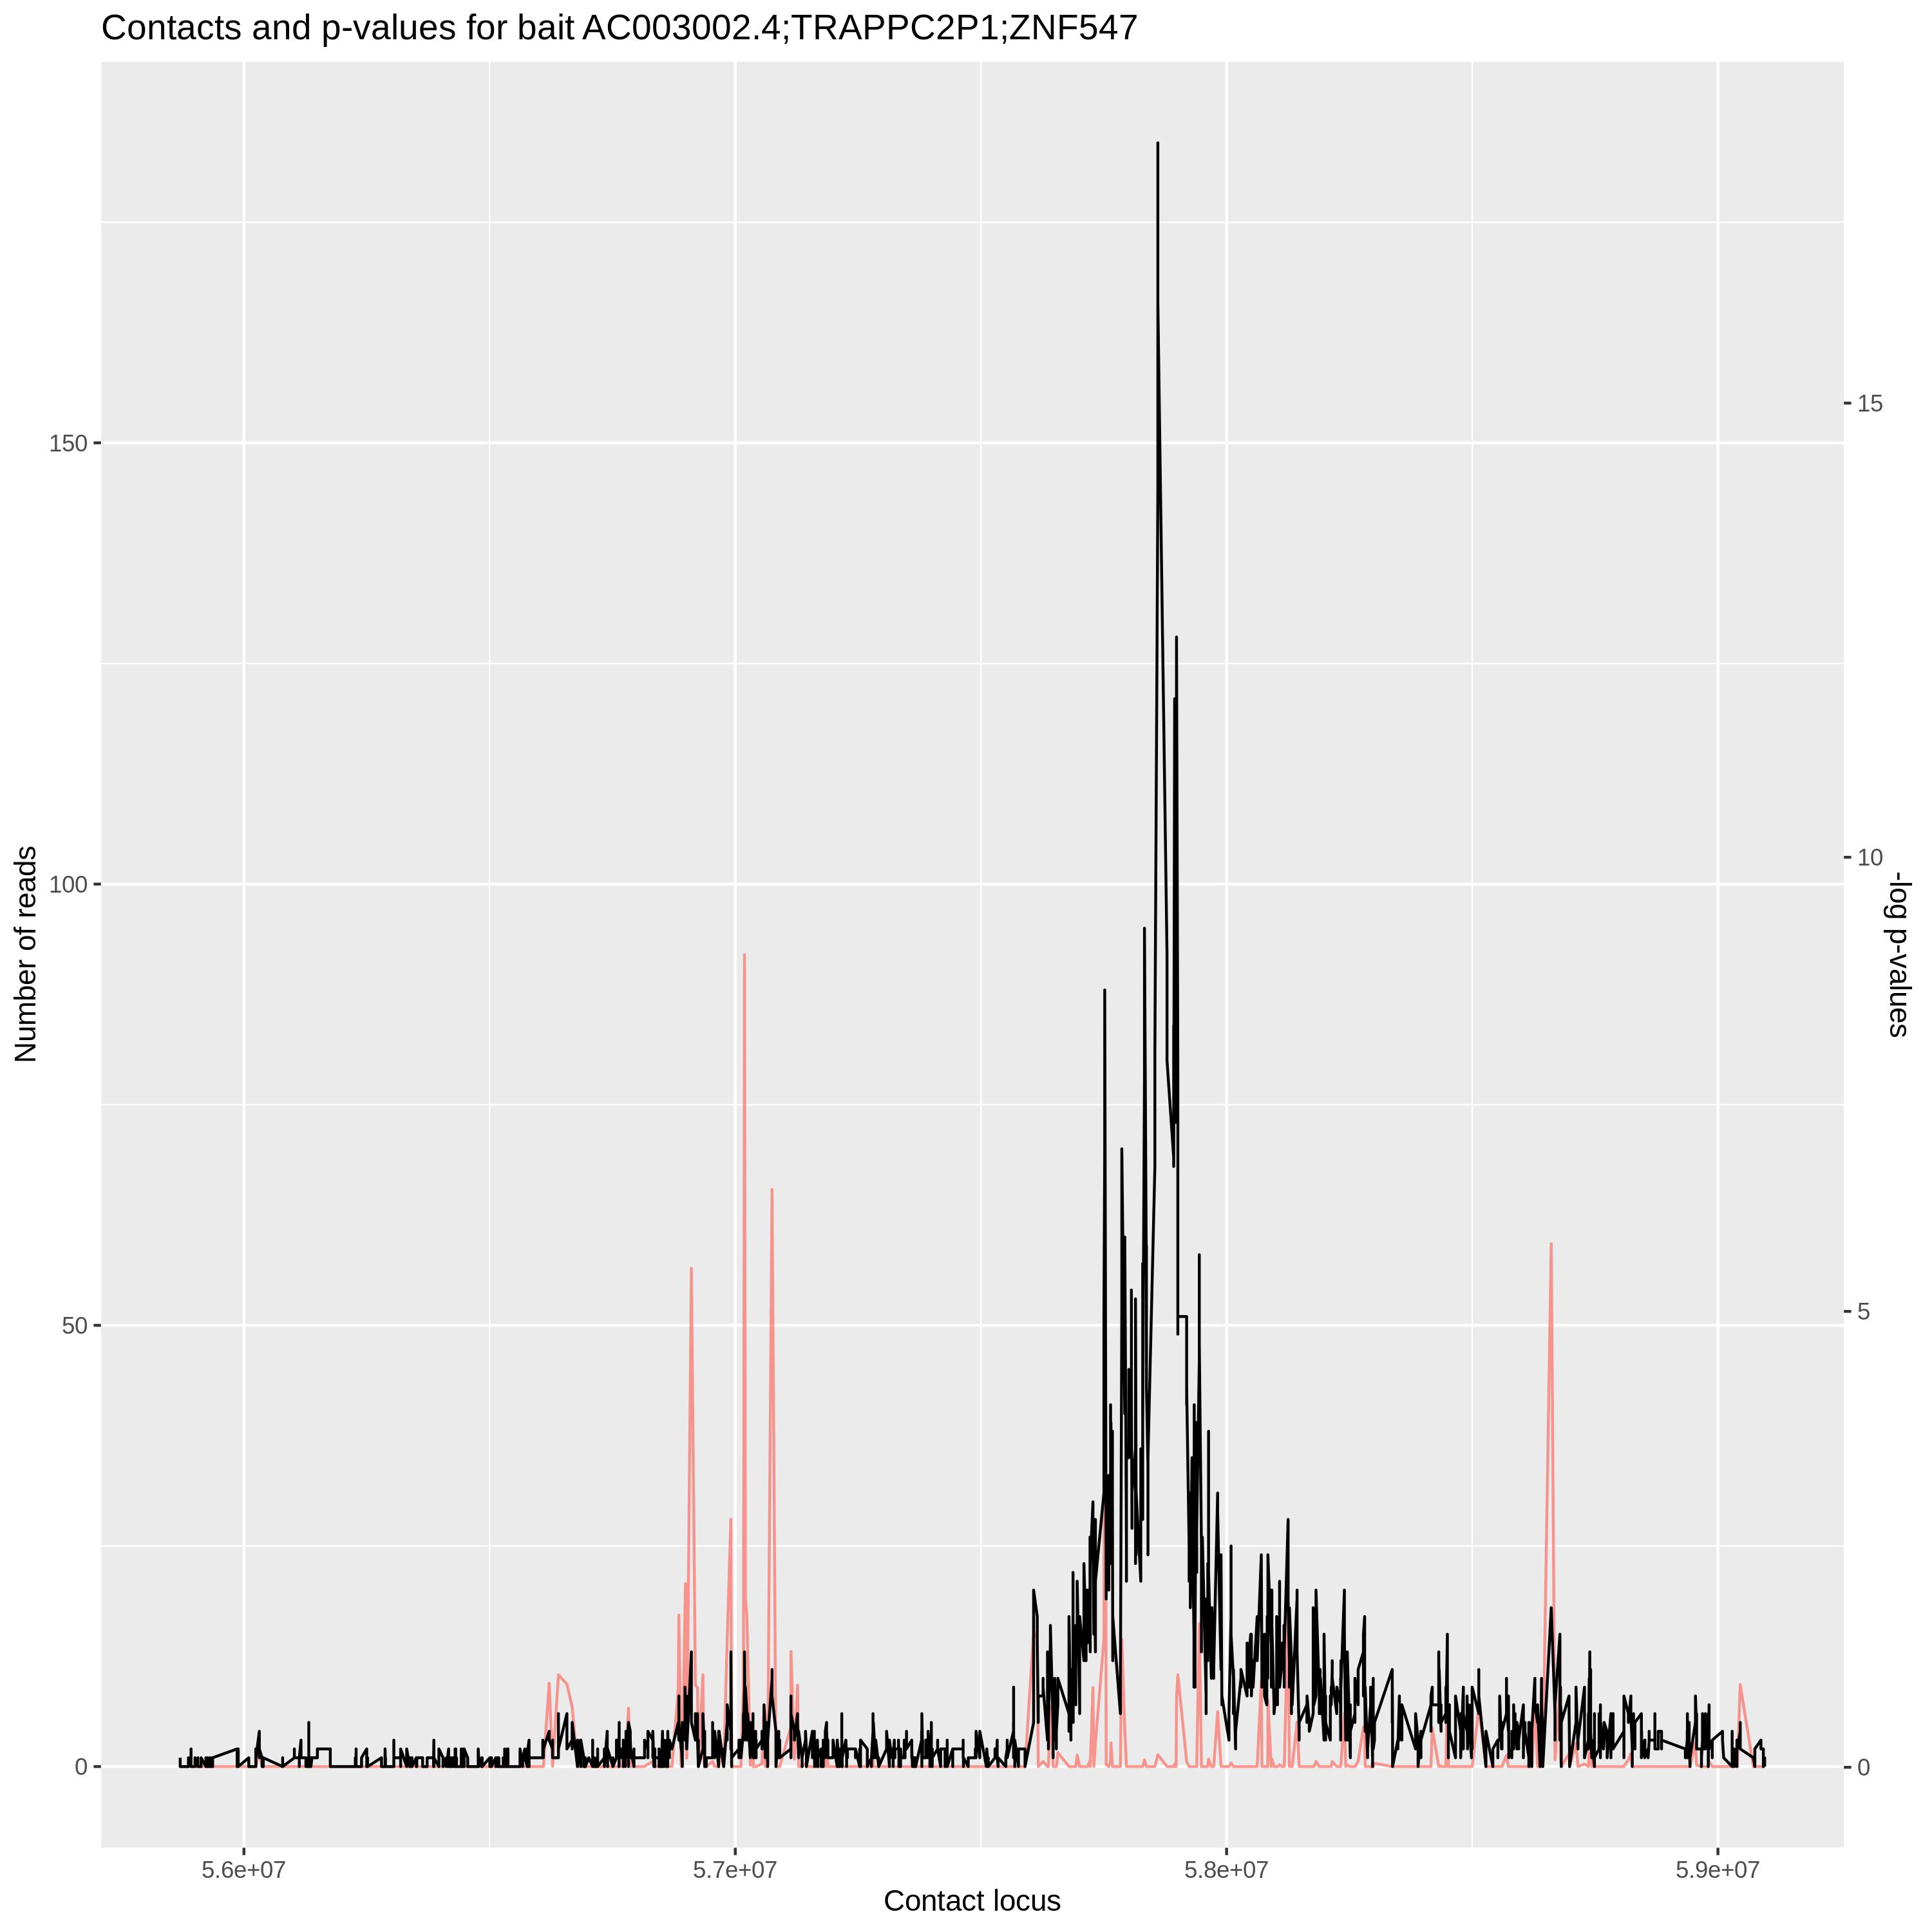 Contacts and p-values for bait AC003002.4;TRAPPC2P1;ZNF547
Number of reads
150
100
50
0
15
10
5
0
-log p-values
5.6e+07
5.7e+07
5.8e+07
5.9e+07
Contact locus